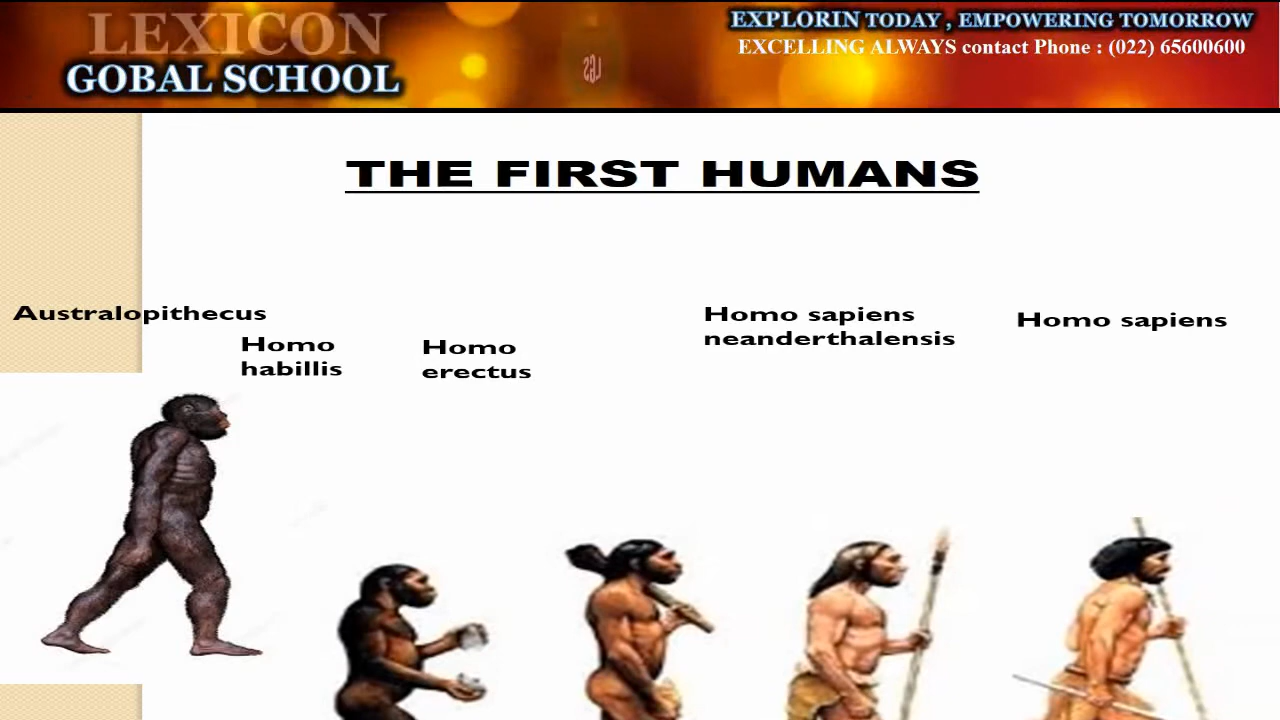 LEXICON
GOBAL SCHOOL
EXPLORIN TODAY , EMPOWERING TOMORROW
EXCELLING ALWAYS contact Phone : (022) 65600600
THE FIRST HUMANS
Australopithecus
Homo
habillis
Homo
erectus
Homo sapiens
neanderthalensis
Homo sapiens